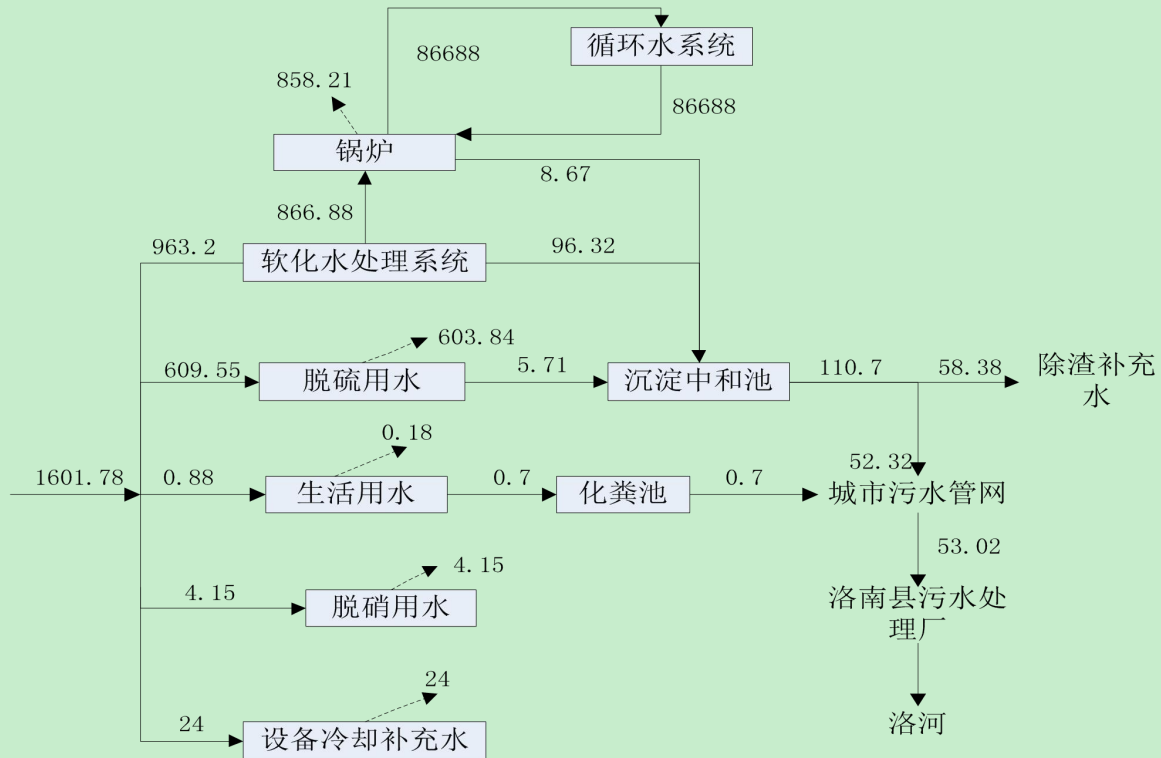 循环水系统
86688
858.21
86688
锅炉
8.67
866.88
963.2
软化水处理系统
96.32
603.84
609.55
脱硫用水
5.71
沉淀中和池
110.7
58.38
除渣补充
水
0.18
1601.78
0.88
生活用水
0.7
化粪池
0.7
52.32
城市污水管网
53.02
4.15
4.15
脱硝用水
洛南县污水处
理厂
24
24
设备冷却补充水
洛河